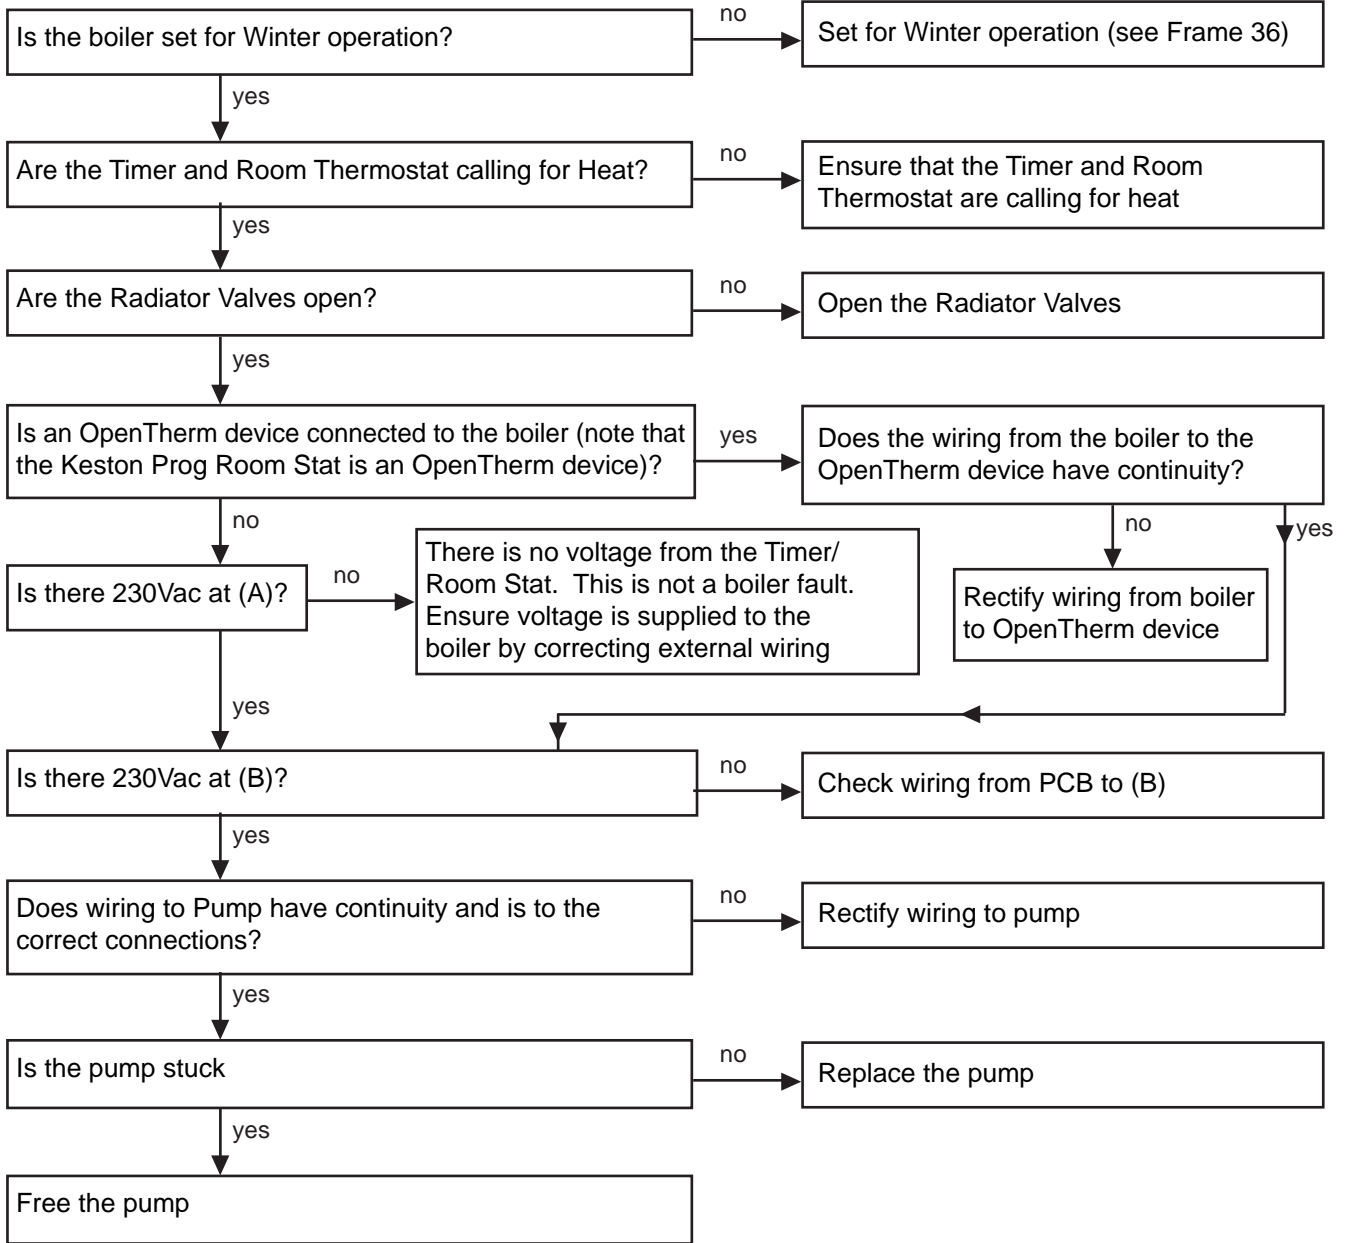 Is the boiler set for Winter operation?
no
Set for Winter operation (see Frame 36)
yes
Are the Timer and Room Thermostat calling for Heat?
no
Ensure that the Timer and Room
Thermostat are calling for heat
yes
Are the Radiator Valves open?
no
Open the Radiator Valves
yes
Is an OpenTherm device connected to the boiler (note that
the Keston Prog Room Stat is an OpenTherm device)?
yes
Does the wiring from the boiler to the
OpenTherm device have continuity?
no
no
yes
Is there 230Vac at (A)?
no
There is no voltage from the Timer/
Room Stat.  This is not a boiler fault.
Ensure voltage is supplied to the
boiler by correcting external wiring
Rectify wiring from boiler
to OpenTherm device
yes
Is there 230Vac at (B)?
no
Check wiring from PCB to (B)
yes
Does wiring to Pump have continuity and is to the
correct connections?
no
Rectify wiring to pump
yes
Is the pump stuck
no
Replace the pump
yes
Free the pump